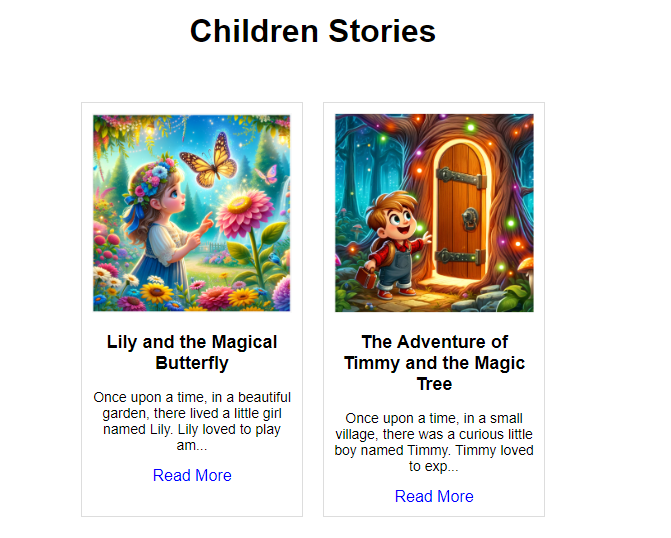 Children Stories
Lily and the Magical
Butterfly
Once upon a time, in a beautiful
garden, there lived a little girl
named Lily. Lily loved to play
am...
Read More
The Adventure of
Timmy and the Magic
Tree
Once upon a time, in a small
village, there was a curious little
boy named Timmy. Timmy loved
to exp...
Read More